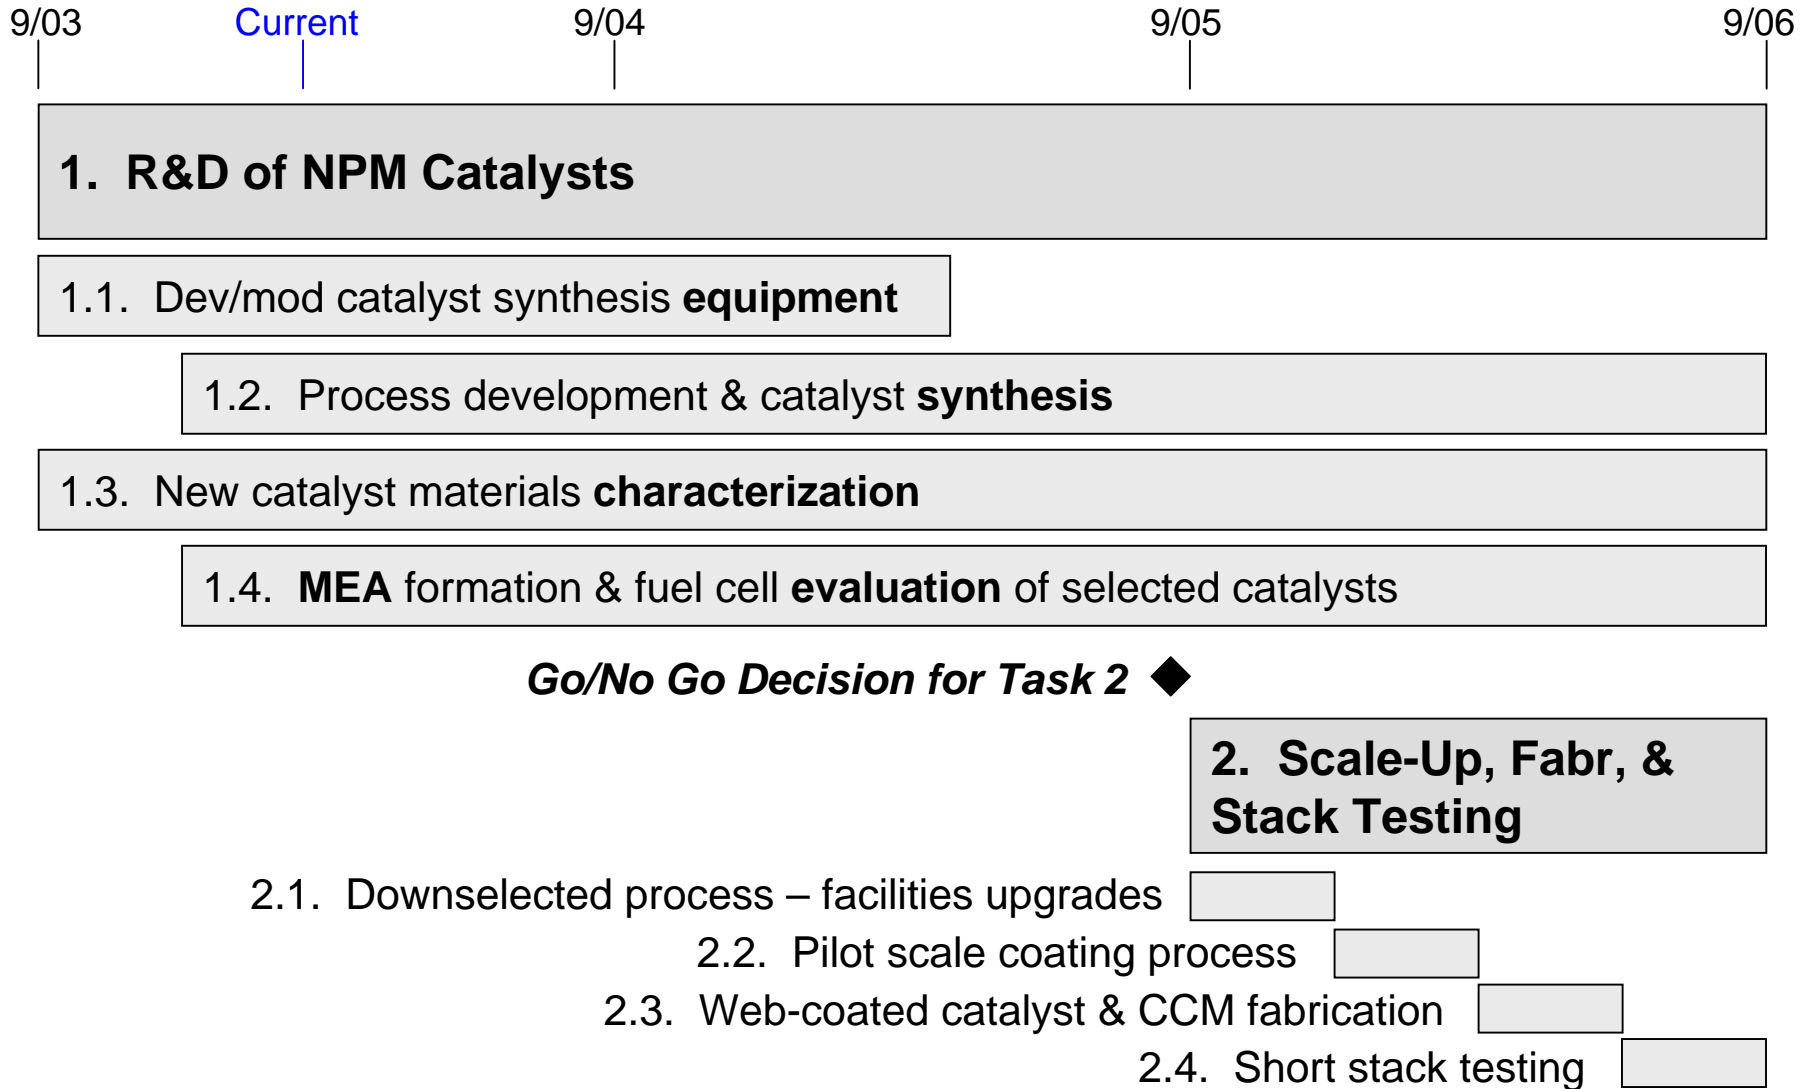 9/03 Current 9/04 9/05 9/06
1. R&D of NPM Catalysts
1.1. Dev/mod catalyst synthesis equipment
1.2. Process development & catalyst synthesis
1.3. New catalyst materials characterization
1.4. MEA formation & fuel cell evaluation of selected catalysts
Go/No Go Decision for Task 2
2. Scale-Up, Fabr, &
Stack Testing
2.1. Downselected process – facilities upgrades
2.2. Pilot scale coating process
2.3. Web-coated catalyst & CCM fabrication
2.4. Short stack testing